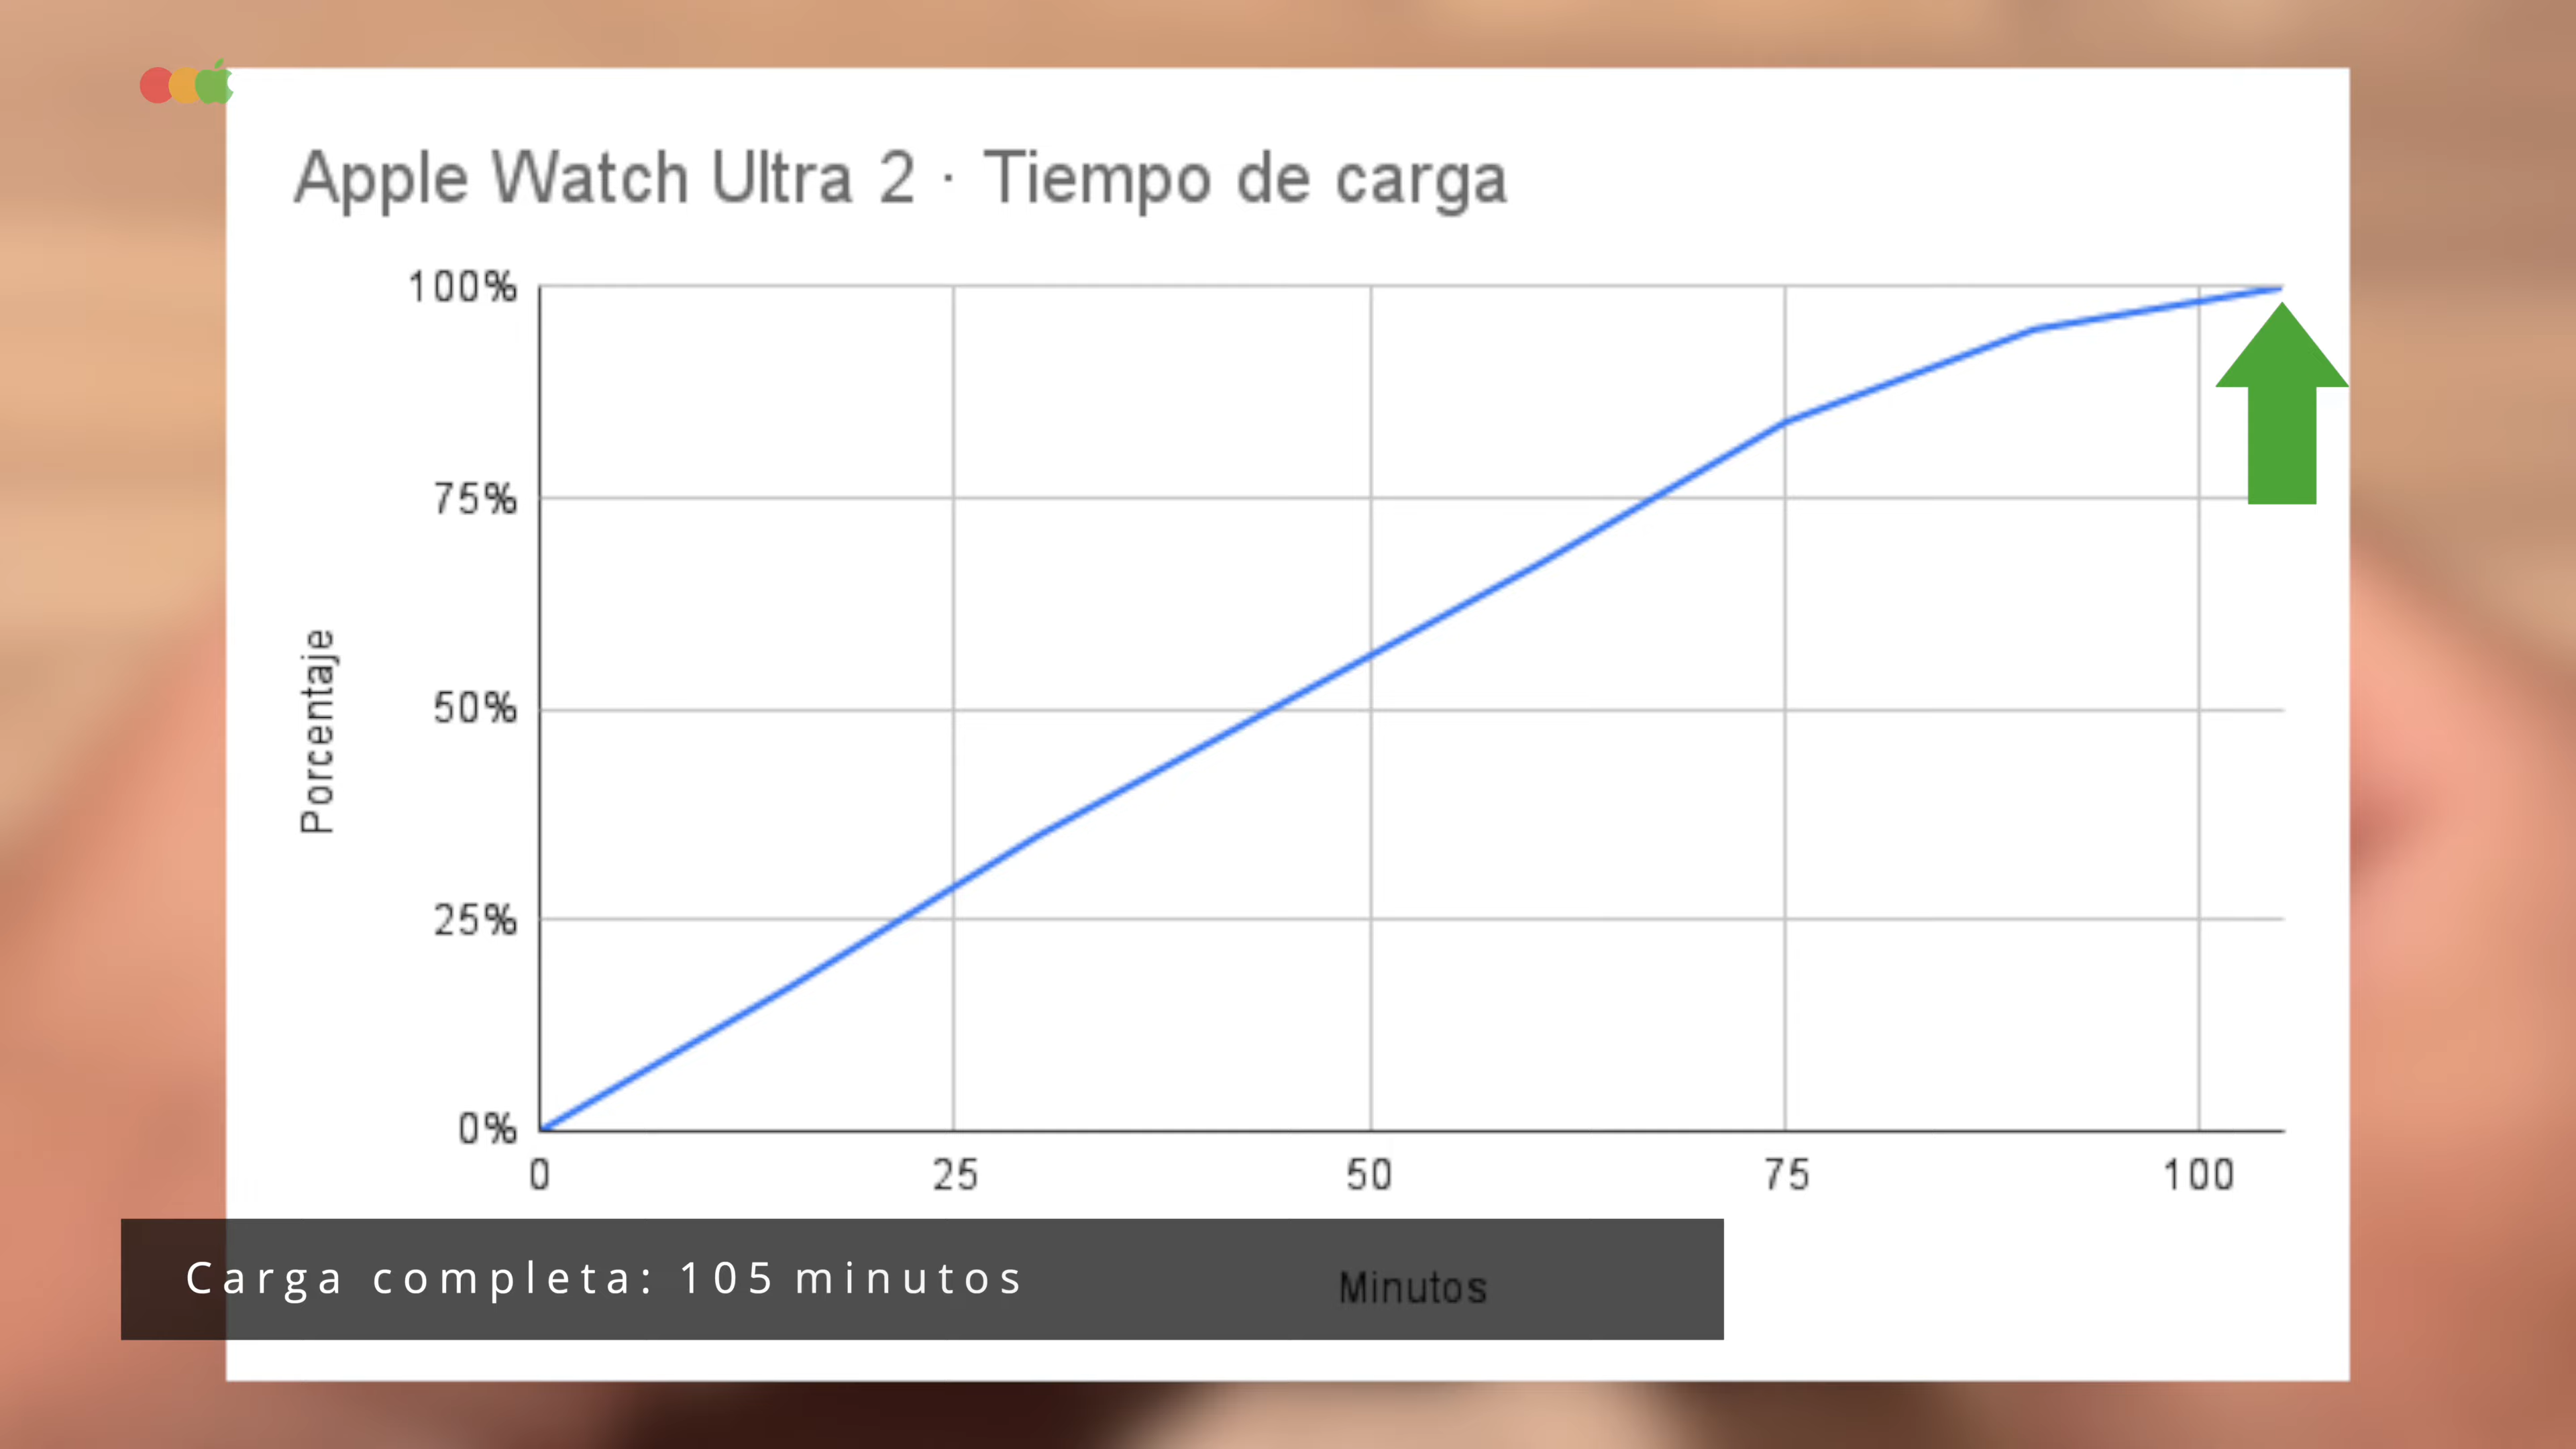 Apple Watch Ultra 2 · Tiempo de carga
100%
75%
50%
25%
0%
Porcentaje
0 25 50 75 100
Minutos
Carga completa: 105 minutos